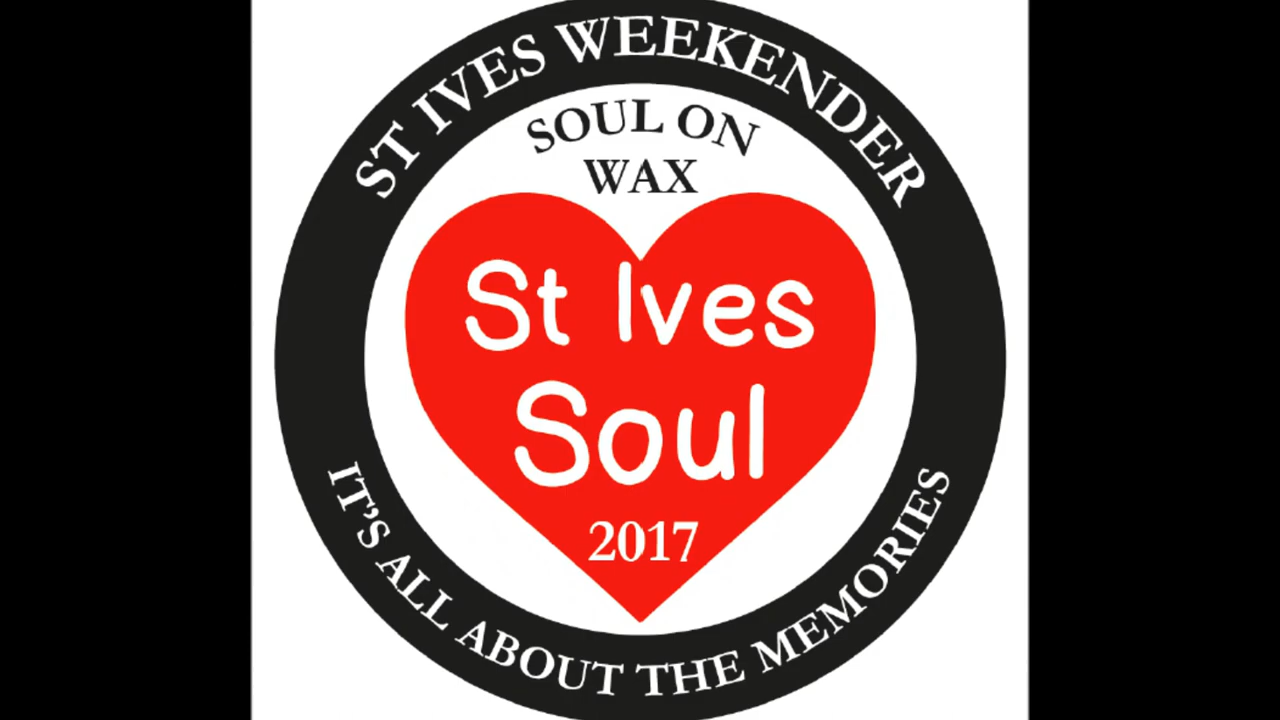 ST IVES WEEKENDER
SOUL ON
WAX
St Ives
Soul
2017
IT'S ALL ABOUT THE MEMORIES